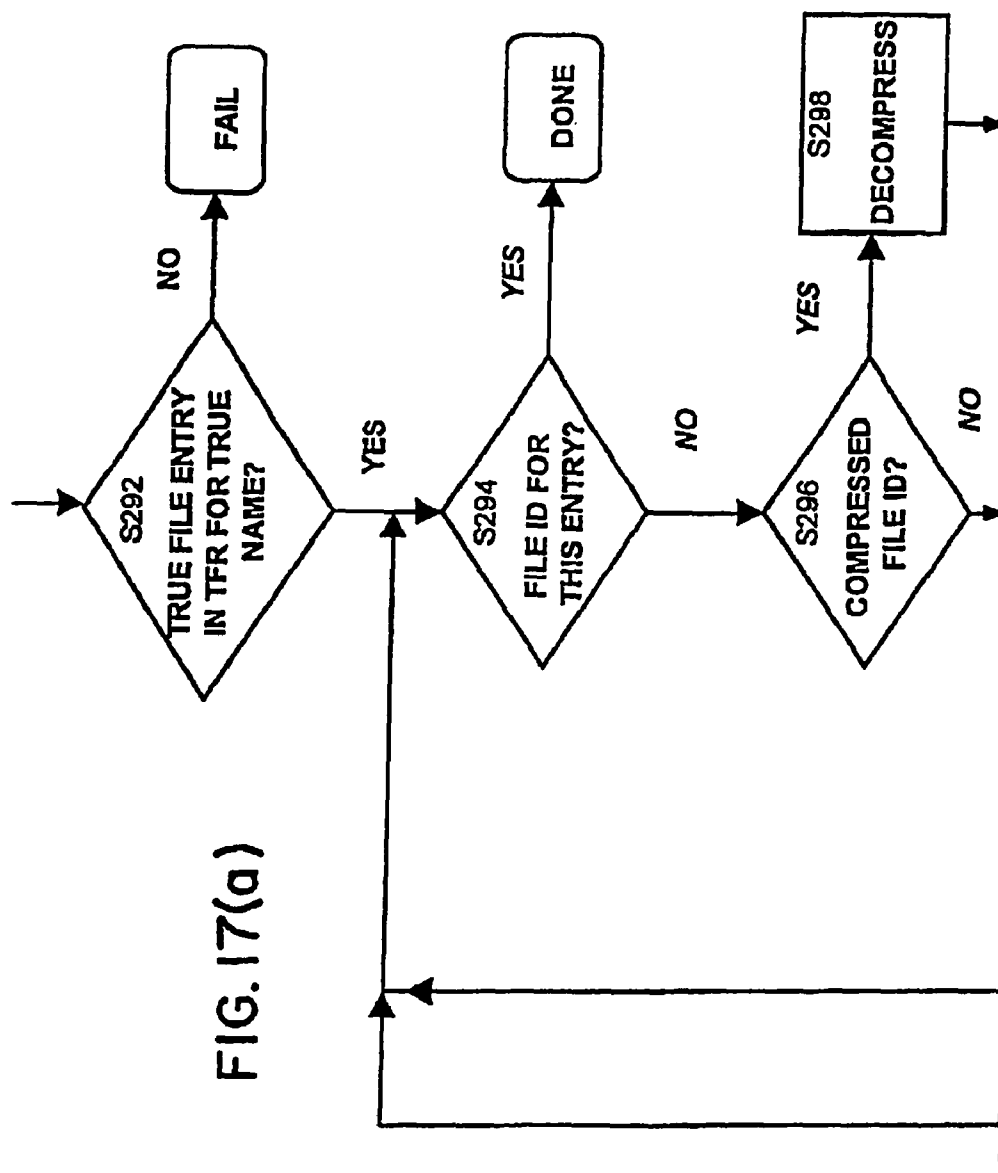 FIG. 17(a)
S292
TRUE FILE ENTRY
IN TFR FOR TRUE
NAME?
NO
FAIL
YES
S294
FILE ID FOR
THIS ENTRY?
YES
DONE
NO
S296
COMPRESSED
FILE ID?
YES
S298
DECOMPRESS
NO